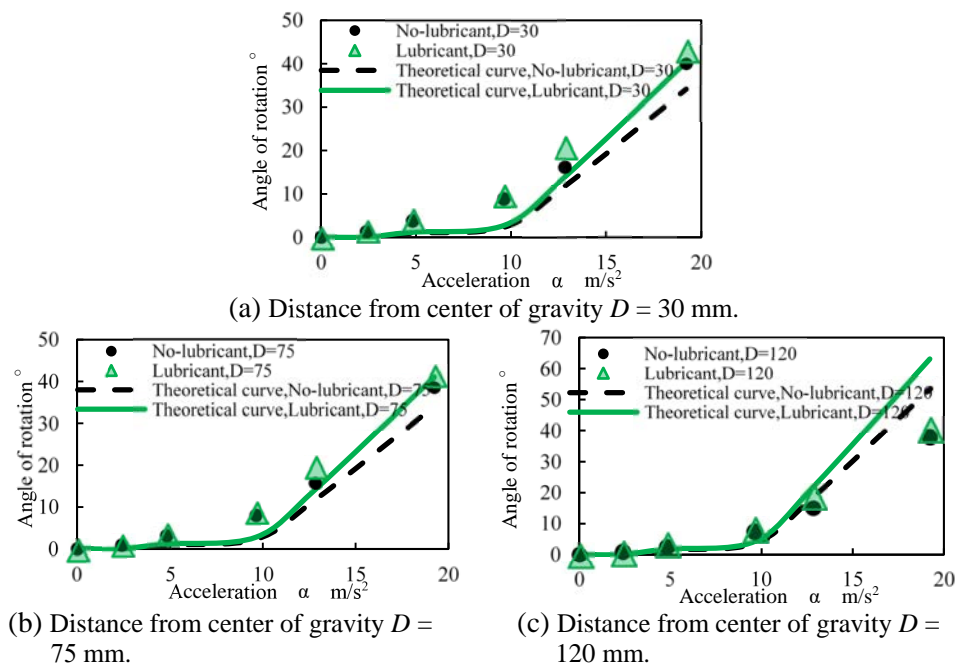 50
40
30
20
10
0
No-lubricant,D=30
Lubricant,D=30
Theoretical curve,No-lubricant,D=30
Theoretical curve,Lubricant,D=30
Angle of rotation °
0 5 10 15 20
Acceleration α m/s²
(a) Distance from center of gravity D = 30 mm.
50
40
30
20
10
0
No-lubricant,D=75
Lubricant,D=75
Theoretical curve,No-lubricant,D=75
Theoretical curve,Lubricant,D=75
Angle of rotation °
0 5 10 15 20
Acceleration α m/s²
(b) Distance from center of gravity D =
75 mm.
70
60
50
40
30
20
10
0
No-lubricant,D=120
Lubricant,D=120
Theoretical curve,No-lubricant,D=120
Theoretical curve,Lubricant,D=120
Angle of rotation °
0 5 10 15 20
Acceleration α m/s²
(c) Distance from center of gravity D =
120 mm.